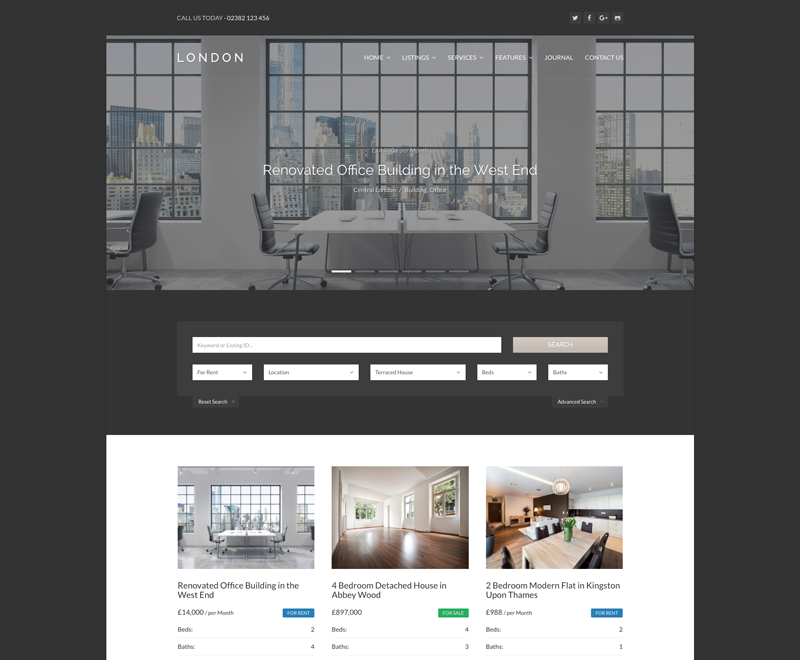 CALL US TODAY - 02382 123 456
LONDON
HOME LISTINGS SERVICES FEATURES JOURNAL CONTACT US
£14,000 / per Month
Renovated Office Building in the West End
Central London / Building, Office
Keyword or Listing ID...
SEARCH
For Rent Location Terraced House Beds Baths
Reset Search
Advanced Search
Renovated Office Building in the
West End
£14,000 / per Month FOR RENT
Beds: 2
Baths: 4
4 Bedroom Detached House in
Abbey Wood
£897,000 FOR SALE
Beds: 4
Baths: 3
2 Bedroom Modern Flat in Kingston
Upon Thames
£988 / per Month FOR RENT
Beds: 2
Baths: 1